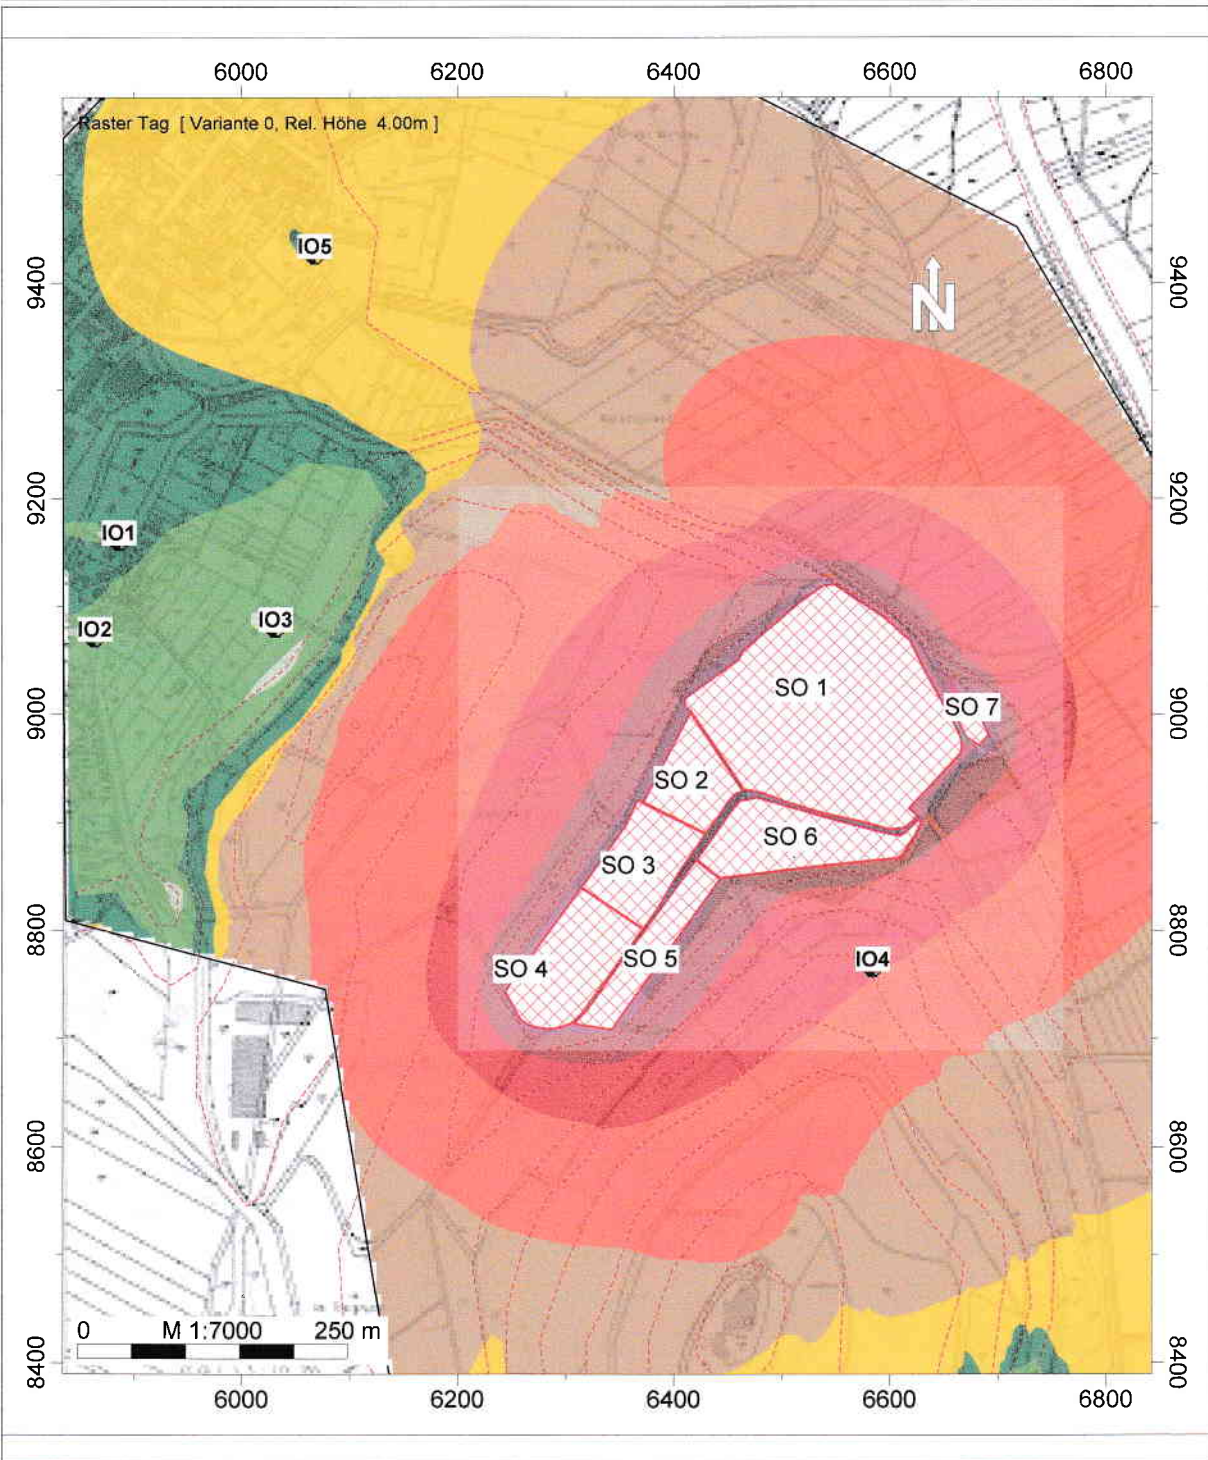 6000 6200 6400 6600 6800
Raster Tag [ Variante 0, Rel. Höhe 4.00m ]
IO5
9400 9400
N
9200 9200
IO1
IO3
IO2
SO 1
SO 7
9000 9000
SO 2
SO 6
SO 3
SO 5
SO 4
IO4
8800 8800
8600 8600
0 M 1:7000 250 m
8400 8400
6000 6200 6400 6600 6800